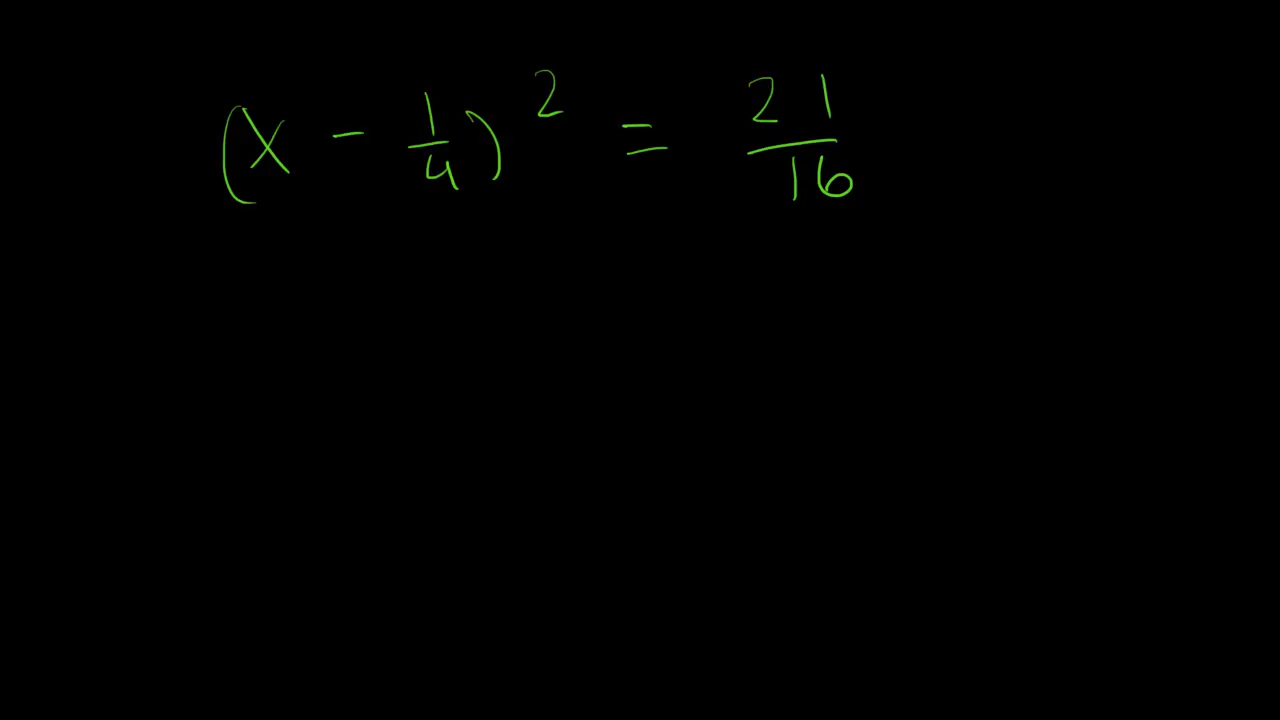 (x - 1/4)² = 21/16